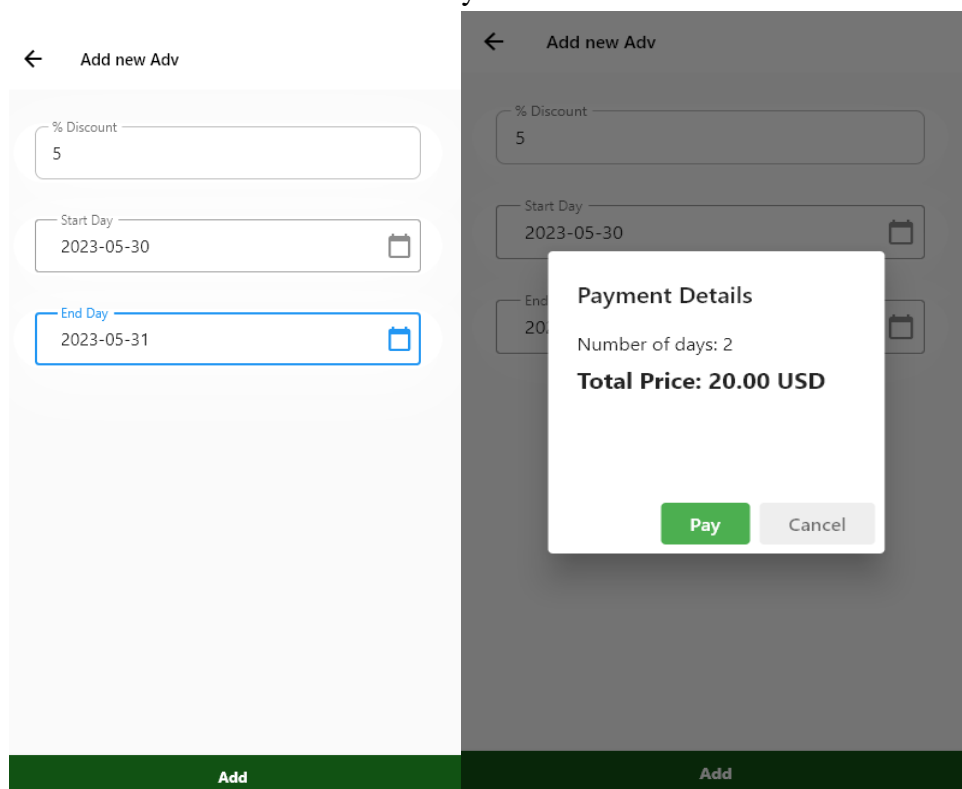 Add new Adv
% Discount
5
Start Day
2023-05-30
End Day
2023-05-31
Add
Add new Adv
% Discount
5
Start Day
2023-05-30
End
20
Payment Details
Number of days: 2
Total Price: 20.00 USD
Pay
Cancel
Add